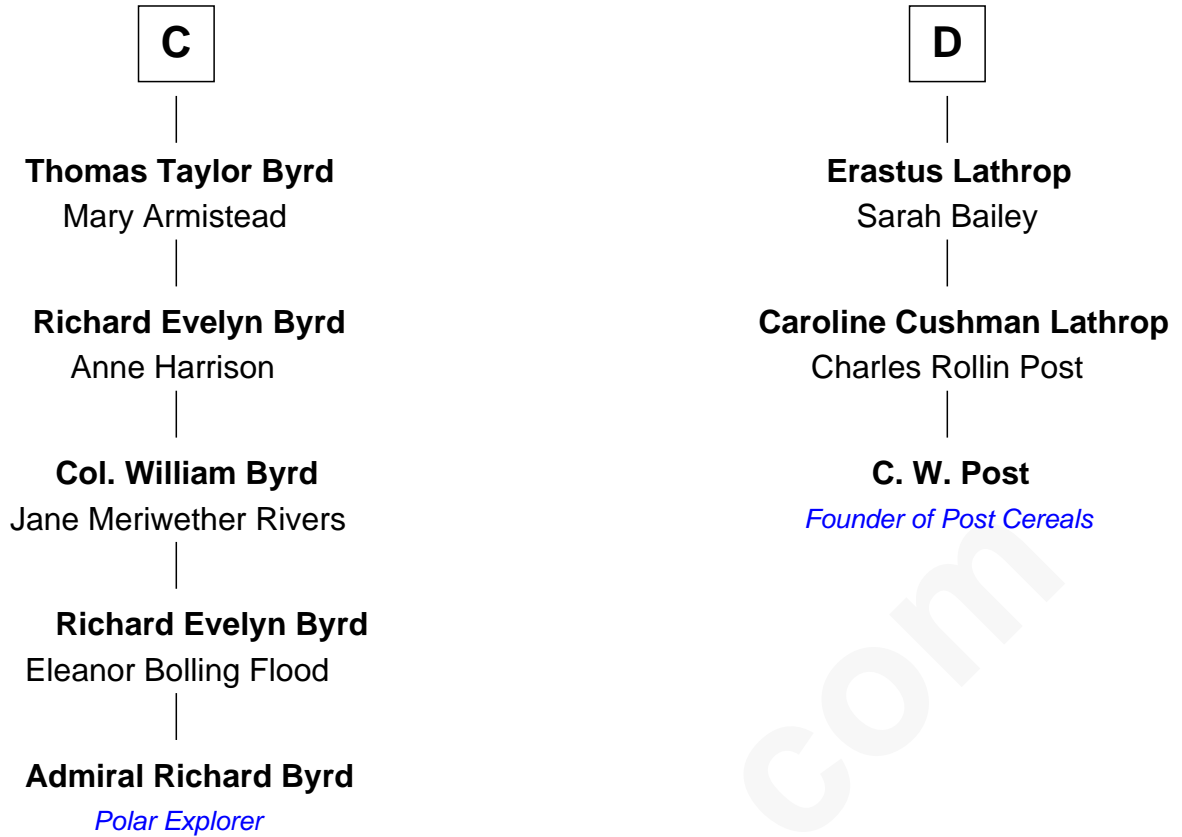 C
Thomas Taylor Byrd
Mary Armistead
Richard Evelyn Byrd
Anne Harrison
Col. William Byrd
Jane Meriwether Rivers
Richard Evelyn Byrd
Eleanor Bolling Flood
Admiral Richard Byrd
Polar Explorer
D
Erastus Lathrop
Sarah Bailey
Caroline Cushman Lathrop
Charles Rollin Post
C. W. Post
Founder of Post Cereals
com